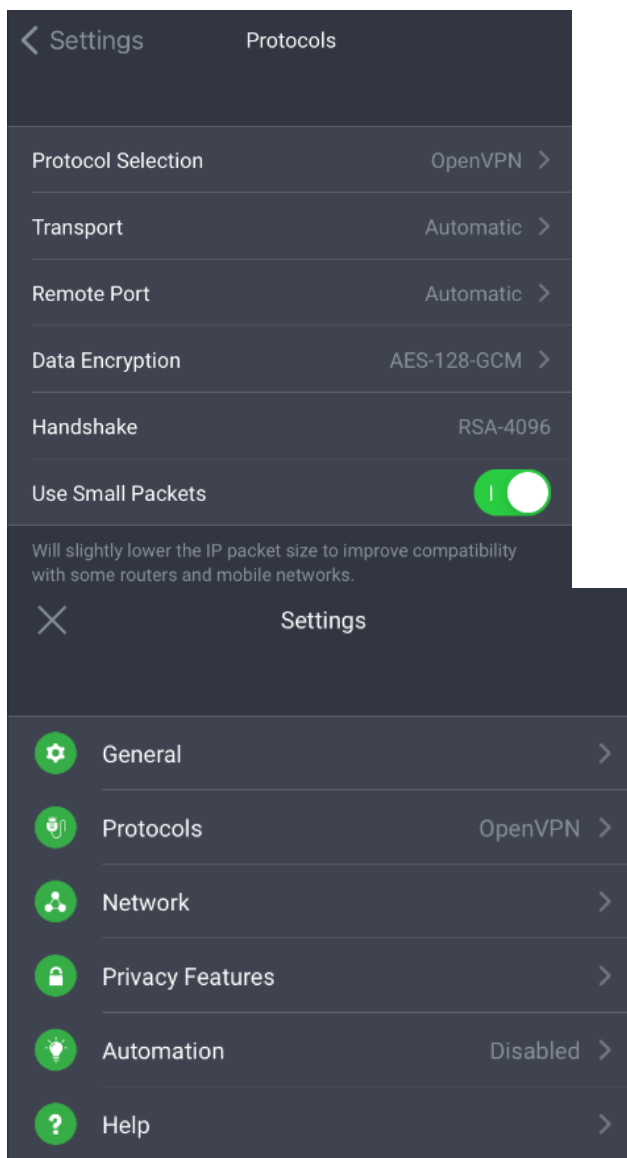 Settings Protocols
Protocol Selection OpenVPN
Transport Automatic
Remote Port Automatic
Data Encryption AES-128-GCM
Handshake RSA-4096
Use Small Packets
Will slightly lower the IP packet size to improve compatibility
with some routers and mobile networks.
Settings
General
Protocols OpenVPN
Network
Privacy Features
Automation Disabled
Help